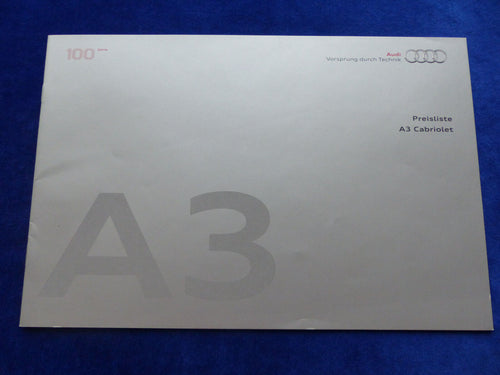 100
Audi
Vorsprung durch Technik
Preisliste
A3 Cabriolet
A3